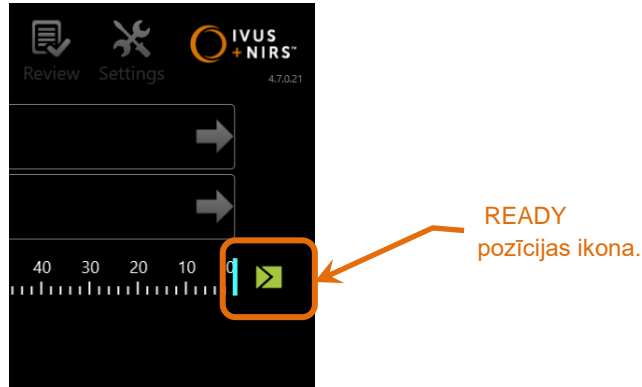 IVUS
+NIRS™
Review Settings
4.7.0.21
READY
pozīcijas ikona.
40 30 20 10 0